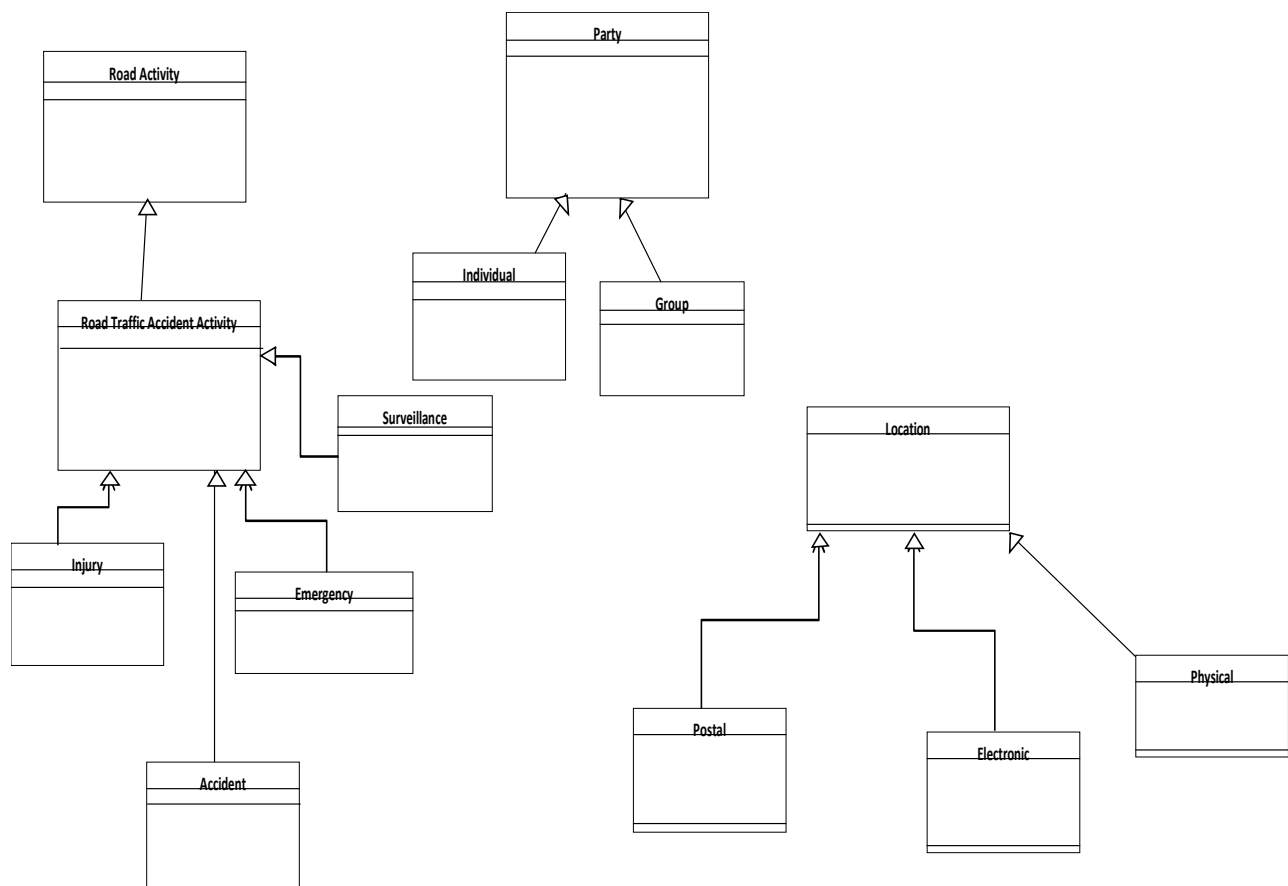 Party
Road Activity
Individual
Group
Road Traffic Accident Activity
Surveillance
Location
Injury
Emergency
Physical
Postal
Electronic
Accident